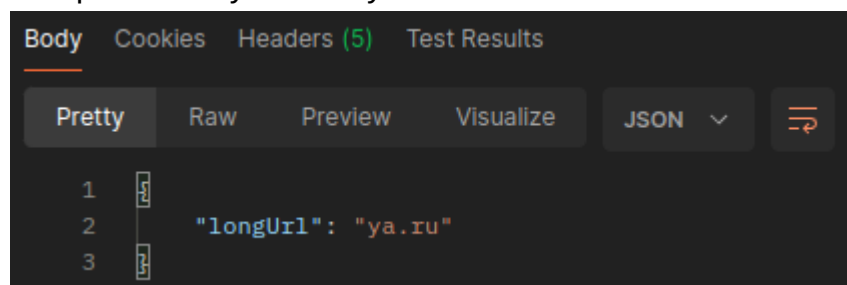 Body Cookies Headers (5) Test Results
Pretty Raw Preview Visualize JSON
1 {
2 "longUrl": "ya.ru"
3 }